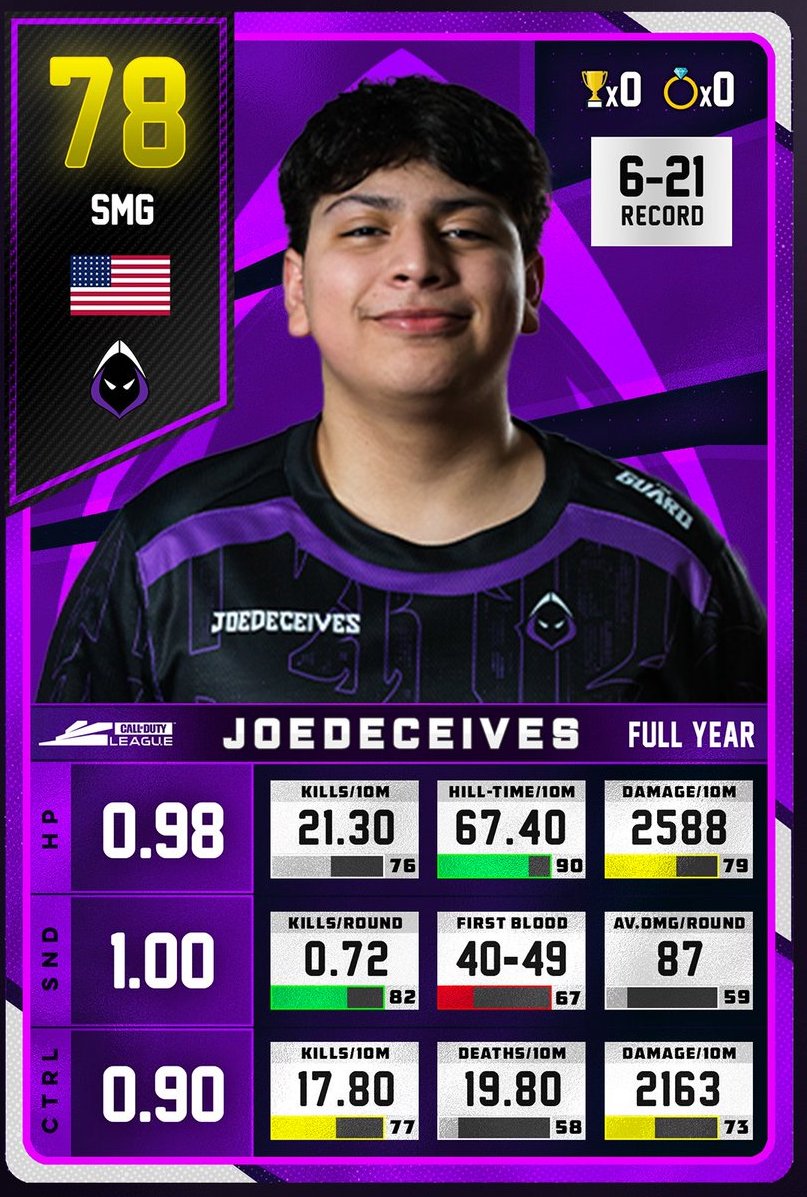 78
SMG
x0 x0
6-21
RECORD
GUARD
JOEDECEIVES
CALL OF DUTY
LEAGUE
JOEDECEIVES
FULL YEAR
HP
0.98
KILLS/10M
21.30
76
HILL-TIME/10M
67.40
90
DAMAGE/10M
2588
79
SND
1.00
KILLS/ROUND
0.72
82
FIRST BLOOD
40-49
67
AV.DMG/ROUND
87
59
CTRL
0.90
KILLS/10M
17.80
77
DEATHS/10M
19.80
58
DAMAGE/10M
2163
73